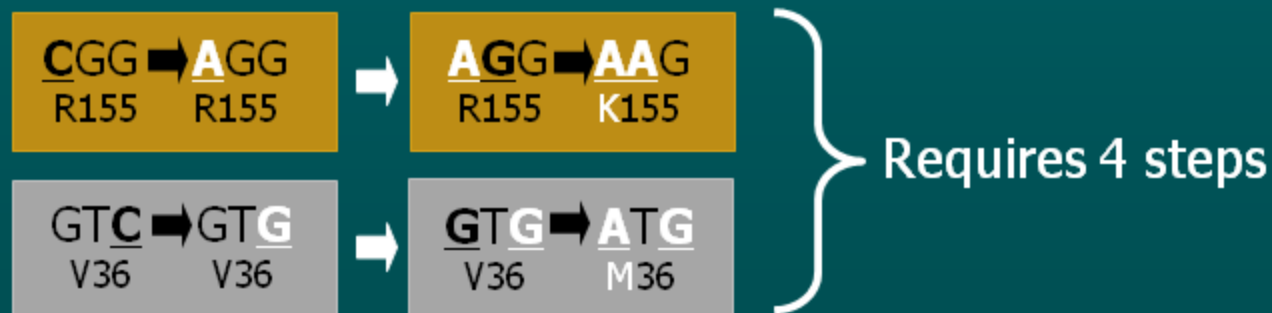 CGG AGG AGG AAG
R155 R155 R155 K155
Requires 4 steps
GTC GTG GTG ATG
V36 V36 V36 M36